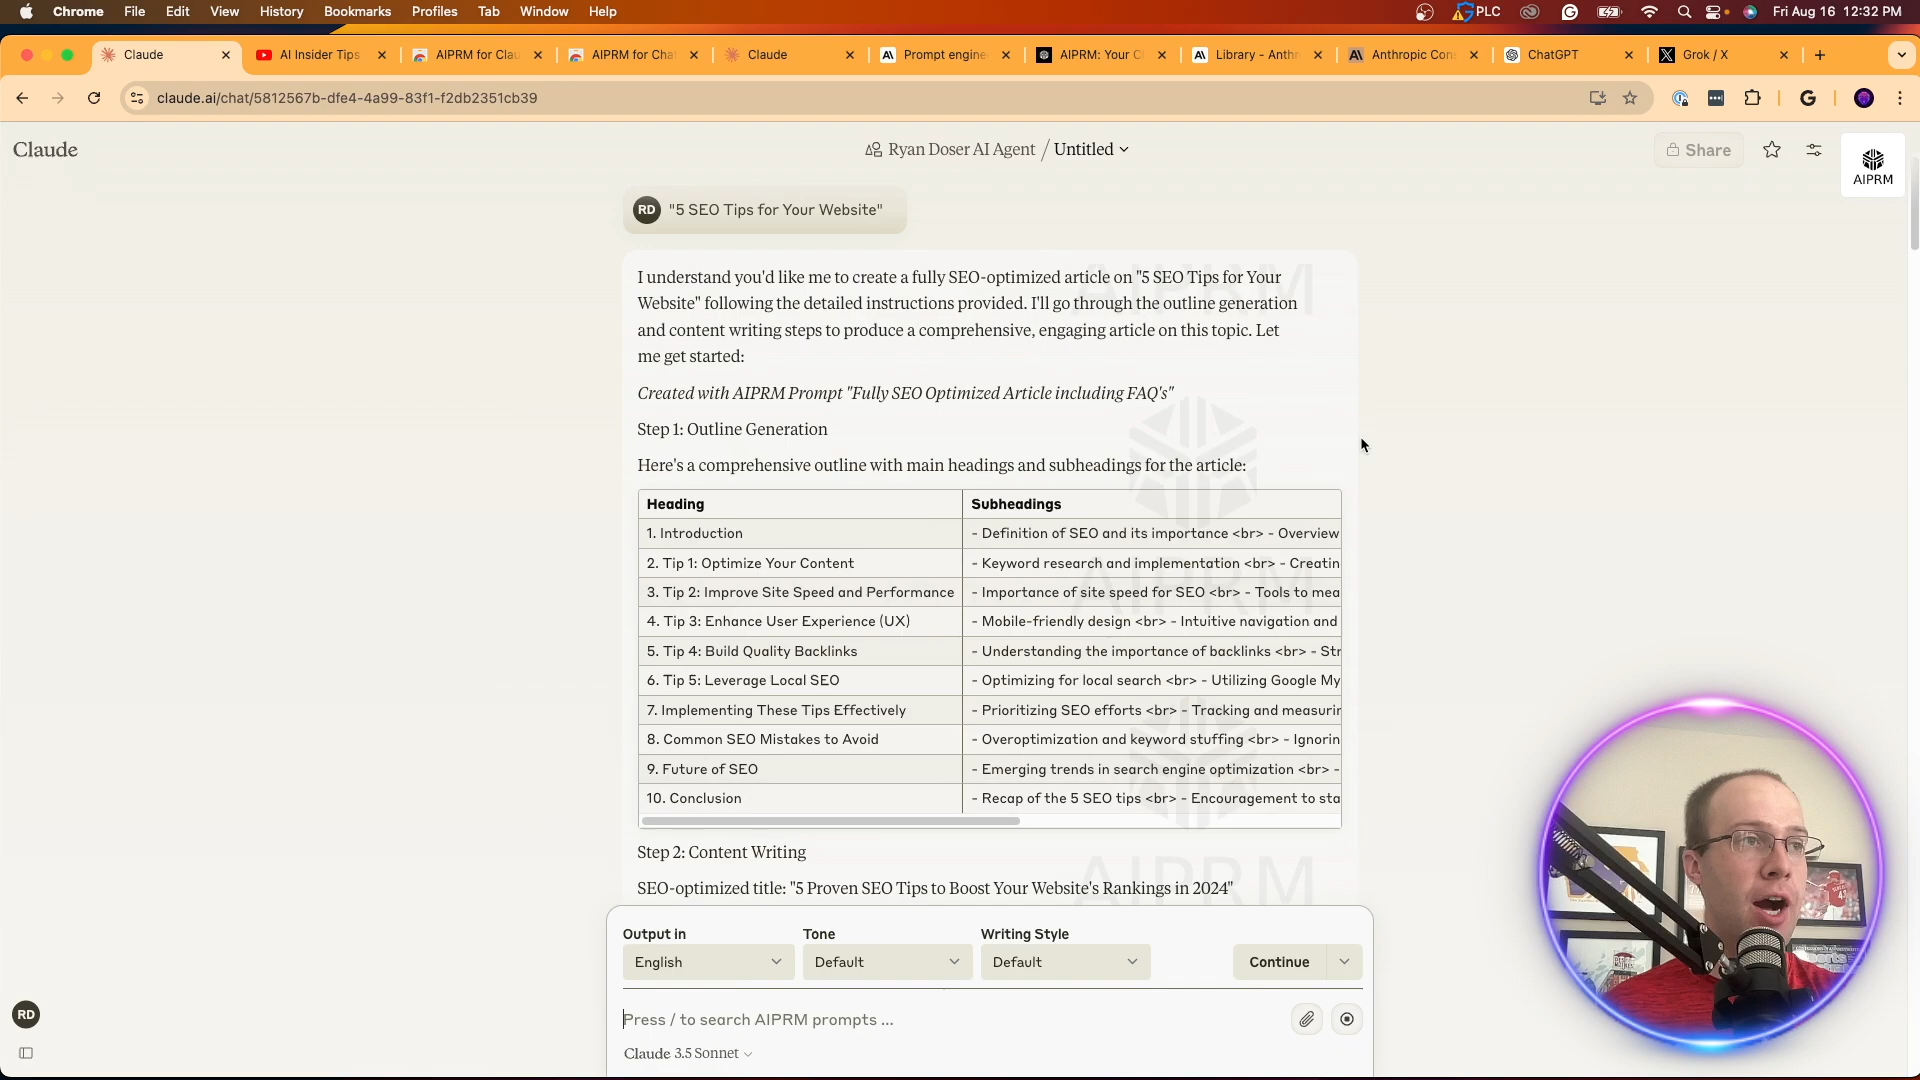 Chrome File Edit View History Bookmarks Profiles Tab Window Help PLC Fri Aug 16 12:32 PM
Claude AI Insider Tips AIPRM for Clau AIPRM for Cha Claude Prompt engine AIPRM: Your C Library - Anthr Anthropic Con ChatGPT Grok / X
claude.ai/chat/5812567b-dfe4-4a99-83f1-f2db2351cb39
Claude Ryan Doser AI Agent / Untitled Share
AIPRM
RD "5 SEO Tips for Your Website"
I understand you'd like me to create a fully SEO-optimized article on "5 SEO Tips for Your
Website" following the detailed instructions provided. I'll go through the outline generation
and content writing steps to produce a comprehensive, engaging article on this topic. Let
me get started:
AIPRM
Created with AIPRM Prompt "Fully SEO Optimized Article including FAQ's"
Step 1: Outline Generation
Here's a comprehensive outline with main headings and subheadings for the article:
Heading Subheadings
1. Introduction - Definition of SEO and its importance <br> - Overview
2. Tip 1: Optimize Your Content - Keyword research and implementation <br> - Creatin
AIPRM
3. Tip 2: Improve Site Speed and Performance - Importance of site speed for SEO <br> - Tools to mea
4. Tip 3: Enhance User Experience (UX) - Mobile-friendly design <br> - Intuitive navigation and
5. Tip 4: Build Quality Backlinks - Understanding the importance of backlinks <br> - Str
6. Tip 5: Leverage Local SEO - Optimizing for local search <br> - Utilizing Google My
7. Implementing These Tips Effectively - Prioritizing SEO efforts <br> - Tracking and measurin
8. Common SEO Mistakes to Avoid - Overoptimization and keyword stuffing <br> - Ignorin
9. Future of SEO - Emerging trends in search engine optimization <br> -
10. Conclusion - Recap of the 5 SEO tips <br> - Encouragement to sta
Step 2: Content Writing
SEO-optimized title: "5 Proven SEO Tips to Boost Your Website's Rankings in 2024"
AIPRM
Output in Tone Writing Style
English Default Default Continue
Press / to search AIPRM prompts ...
Claude 3.5 Sonnet
RD